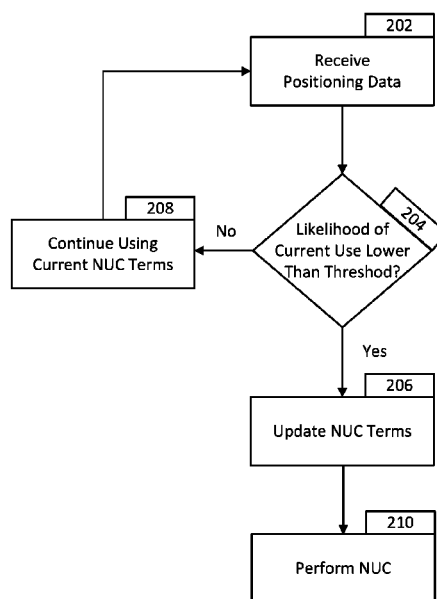 202
Receive
Positioning Data
204
Likelihood of
Current Use Lower
Than Threshod?
No
208
Continue Using
Current NUC Terms
Yes
206
Update NUC Terms
210
Perform NUC